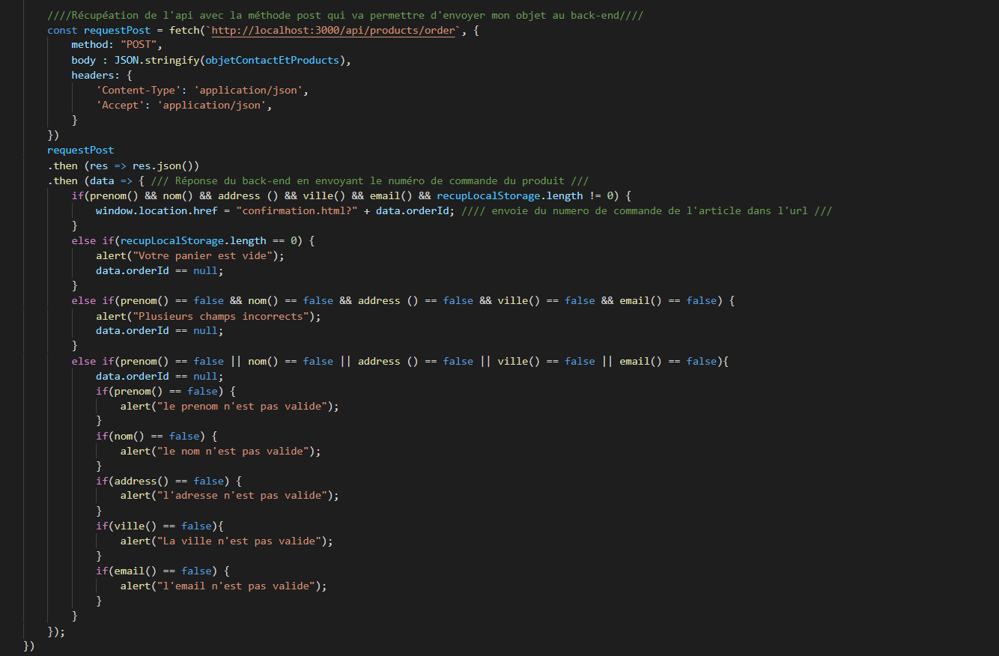 ////Récupéation de l'api avec la méthode post qui va permettre d'envoyer mon objet au back-end////
const requestPost = fetch(`http://localhost:3000/api/products/order`, {
method: "POST",
body : JSON.stringify(objetContactEtProducts),
headers: {
'Content-Type': 'application/json',
'Accept': 'application/json',
}
})
requestPost
.then (res => res.json())
.then (data => { /// Réponse du back-end en envoyant le numéro de commande du produit ///
if(prenom() && nom() && address () && ville() && email() && recupLocalStorage.length != 0) {
window.location.href = "confirmation.html?" + data.orderId; //// envoie du numero de commande de l'article dans l'url ///
}
else if(recupLocalStorage.length == 0) {
alert("Votre panier est vide");
data.orderId == null;
}
else if(prenom() == false && nom() == false && address () == false && ville() == false && email() == false) {
alert("Plusieurs champs incorrects");
data.orderId == null;
}
else if(prenom() == false || nom() == false || address () == false || ville() == false || email() == false){
data.orderId == null;
if(prenom() == false) {
alert("le prenom n'est pas valide");
}
if(nom() == false) {
alert("le nom n'est pas valide");
}
if(address() == false) {
alert("l'adresse n'est pas valide");
}
if(ville() == false){
alert("La ville n'est pas valide");
}
if(email() == false) {
alert("l'email n'est pas valide");
}
}
});
})